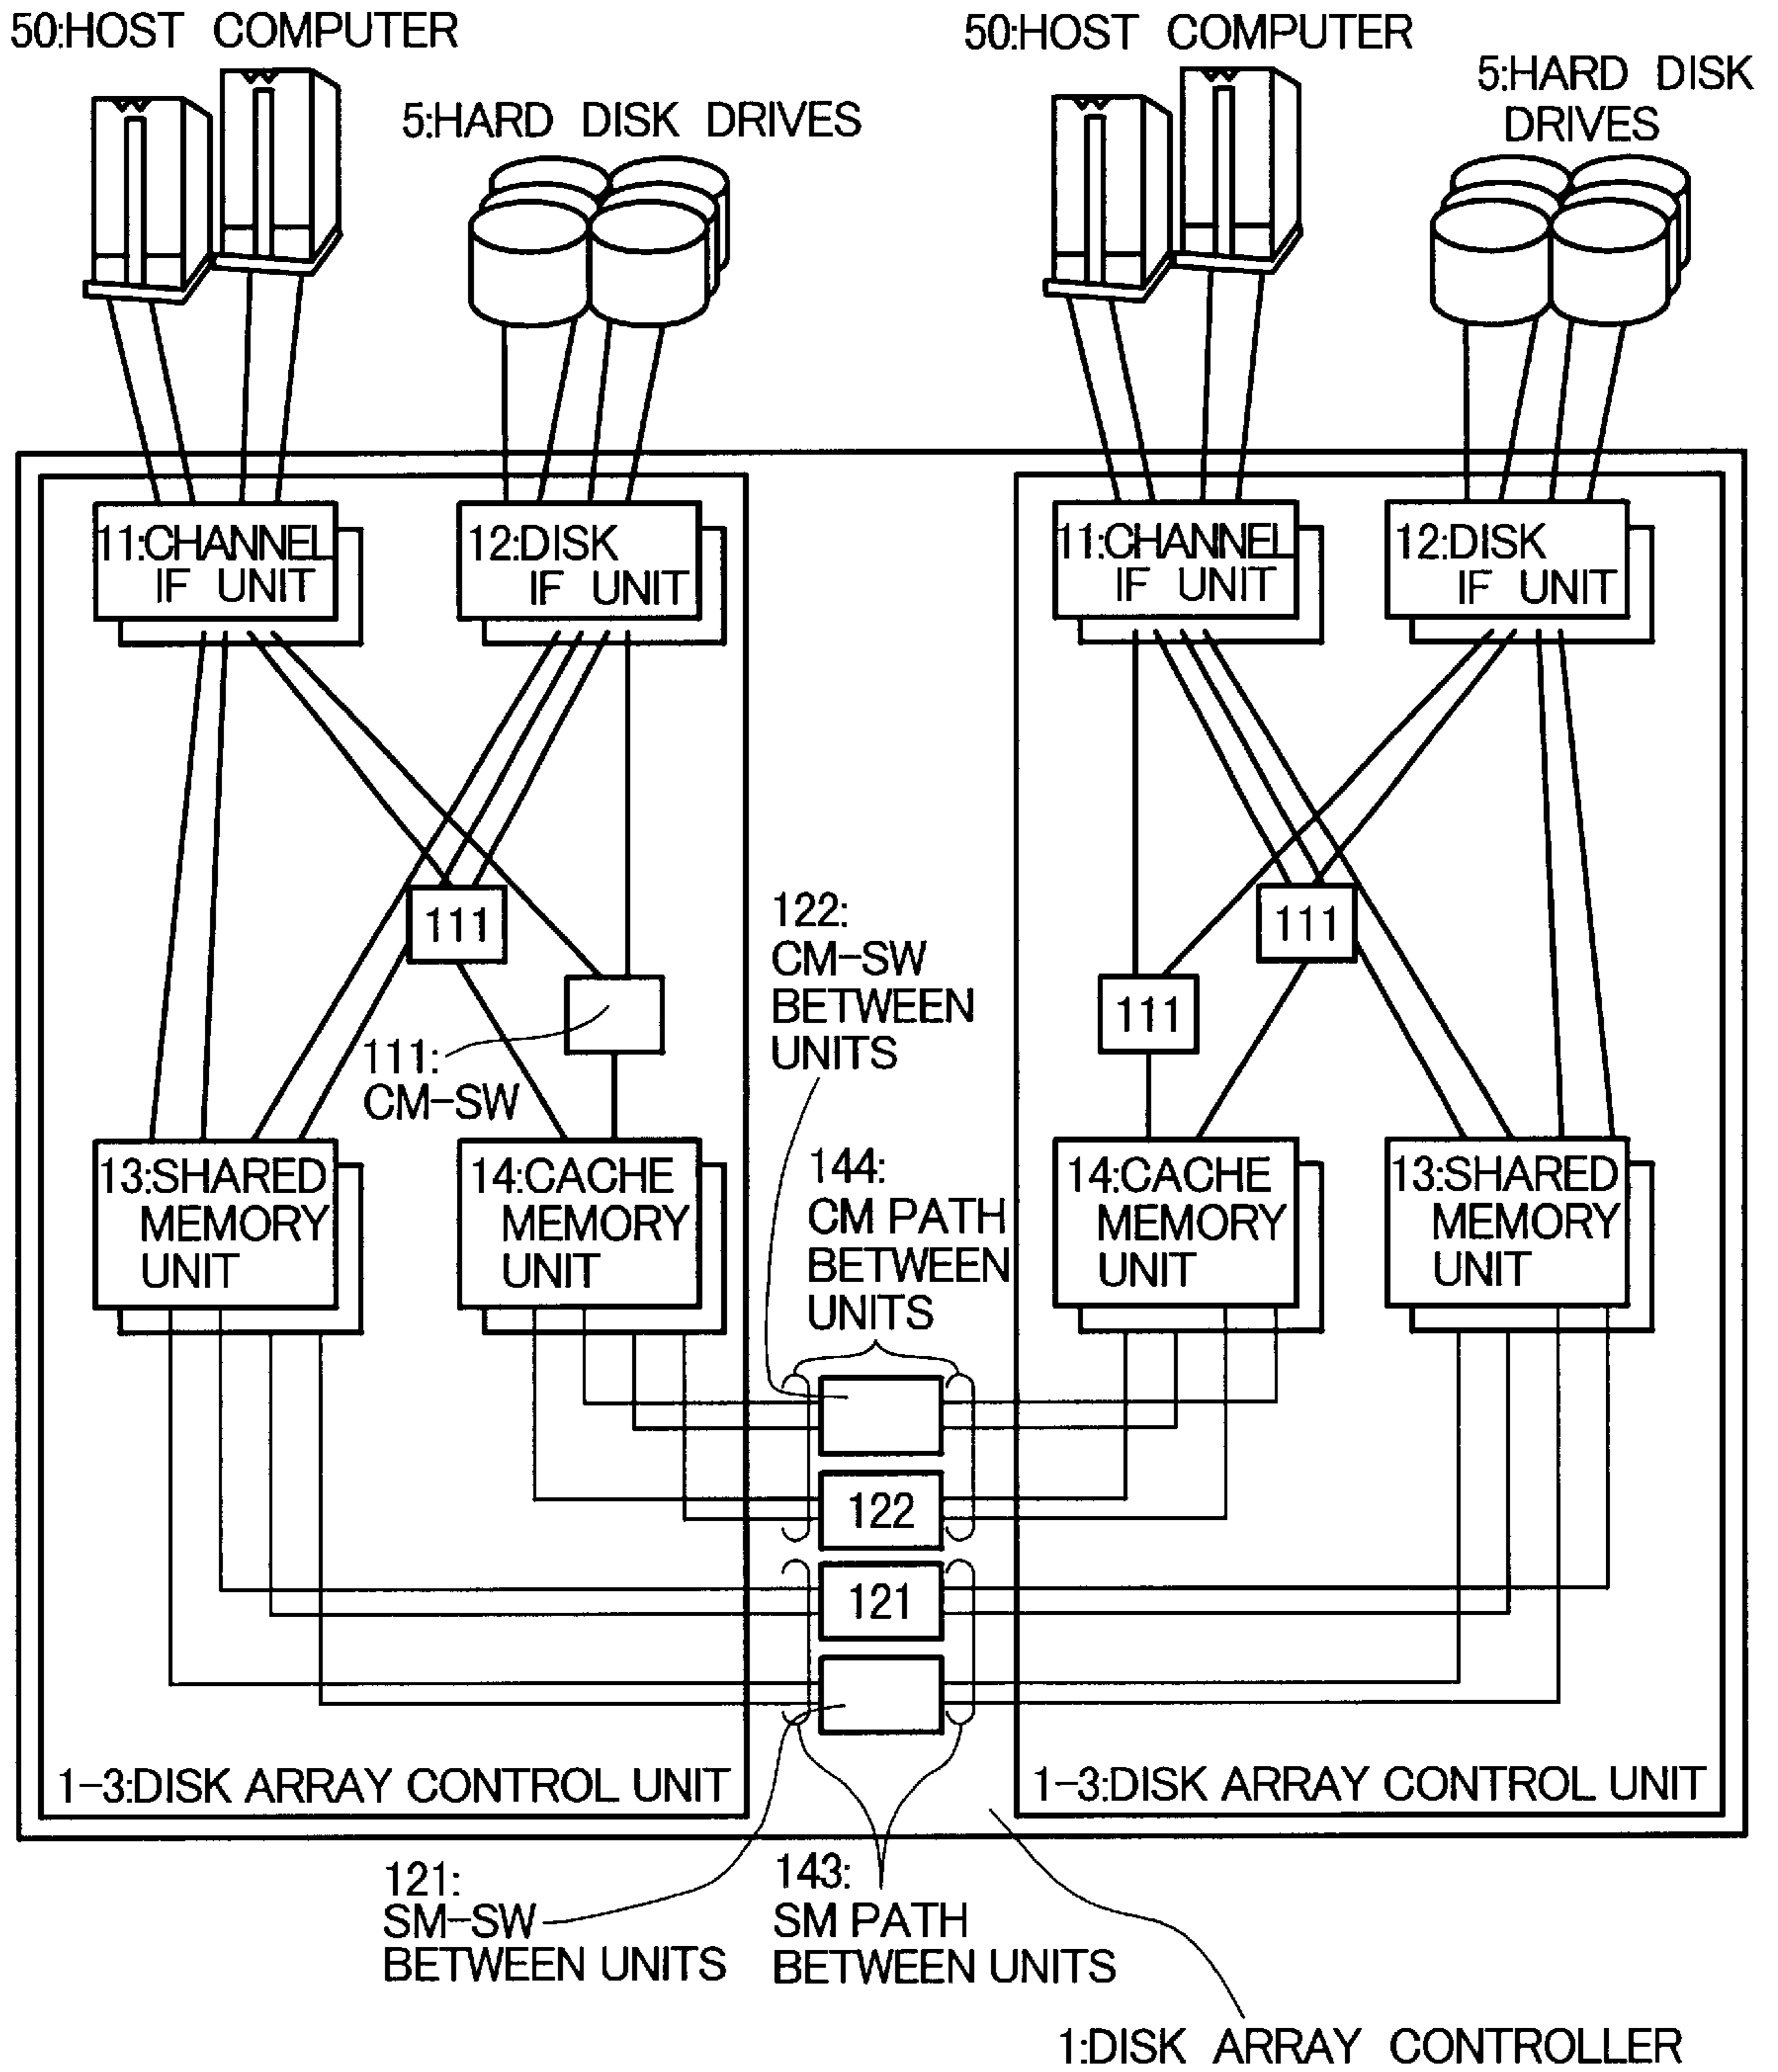 50:HOST COMPUTER
5:HARD DISK DRIVES
50:HOST COMPUTER
5:HARD DISK
DRIVES
11:CHANNEL
IF UNIT
12:DISK
IF UNIT
11:CHANNEL
IF UNIT
12:DISK
IF UNIT
111
111:
CM-SW
122:
CM-SW
BETWEEN
UNITS
111
111
13:SHARED
MEMORY
UNIT
14:CACHE
MEMORY
UNIT
144:
CM PATH
BETWEEN
UNITS
14:CACHE
MEMORY
UNIT
13:SHARED
MEMORY
UNIT
122
121
1-3:DISK ARRAY CONTROL UNIT
1-3:DISK ARRAY CONTROL UNIT
121:
SM-SW
BETWEEN UNITS
143:
SM PATH
BETWEEN UNITS
1:DISK ARRAY CONTROLLER